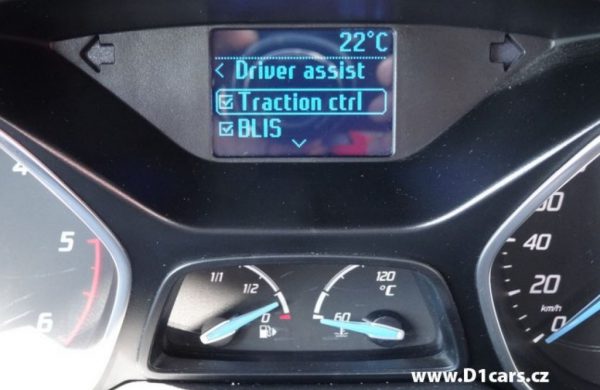 22°C
< Driver assist
Traction ctrl
BLIS
4
5
6
1/1
1/2
0
120
°C
60
40
20
km/h
0
www.D1cars.cz